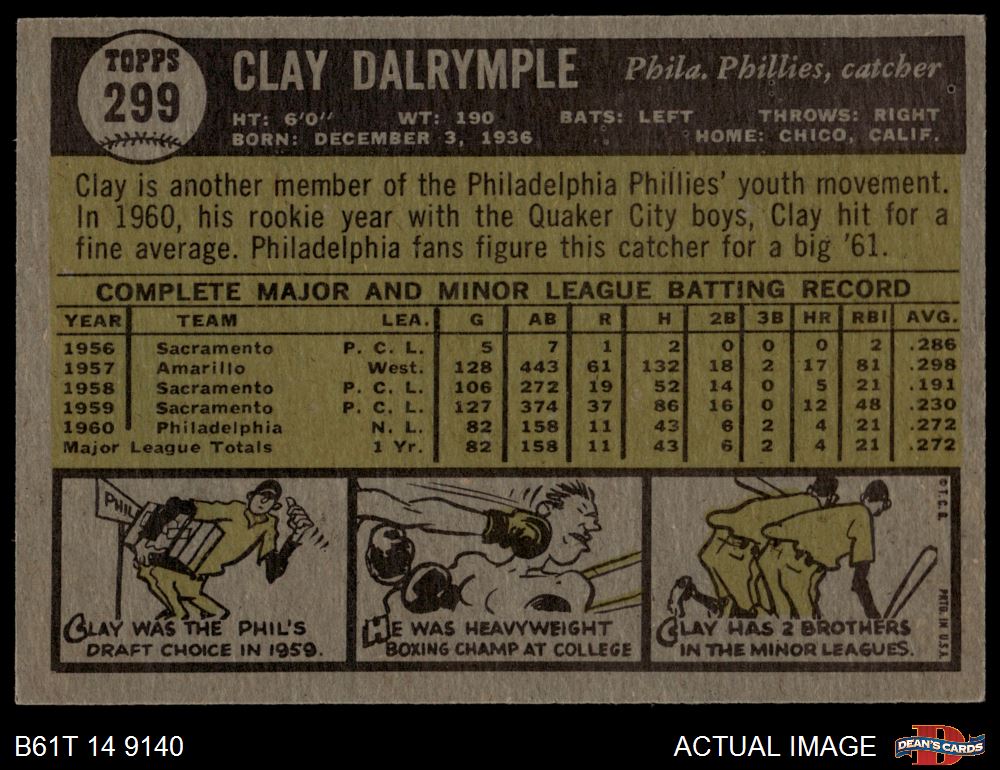 TOPPS
299
CLAY DALRYMPLE Phila. Phillies, catcher
HT: 6'0" WT: 190 BATS: LEFT THROWS: RIGHT
BORN: DECEMBER 3, 1936 HOME: CHICO, CALIF.
Clay is another member of the Philadelphia Phillies' youth movement.
In 1960, his rookie year with the Quaker City boys, Clay hit for a
fine average. Philadelphia fans figure this catcher for a big '61.
COMPLETE MAJOR AND MINOR LEAGUE BATTING RECORD
YEAR TEAM LEA. G AB R H 2B 3B HR RBI AVG.
1956 Sacramento P. C. L. 5 7 1 2 0 0 0 2 .286
1957 Amarillo West. 128 443 61 132 18 2 17 81 .298
1958 Sacramento P. C. L. 106 272 19 52 14 0 5 21 .191
1959 Sacramento P. C. L. 127 374 37 86 16 0 12 48 .230
1960 Philadelphia N. L. 82 158 11 43 6 2 4 21 .272
Major League Totals 1 Yr. 82 158 11 43 6 2 4 21 .272
PHIL
CLAY WAS THE PHIL'S
DRAFT CHOICE IN 1959.
HE WAS HEAVYWEIGHT
BOXING CHAMP AT COLLEGE
CLAY HAS 2 BROTHERS
IN THE MINOR LEAGUES.
©T.C.G. PRTD. IN U.S.A.
B61T 14 9140 ACTUAL IMAGE
D
DEAN'S CARDS